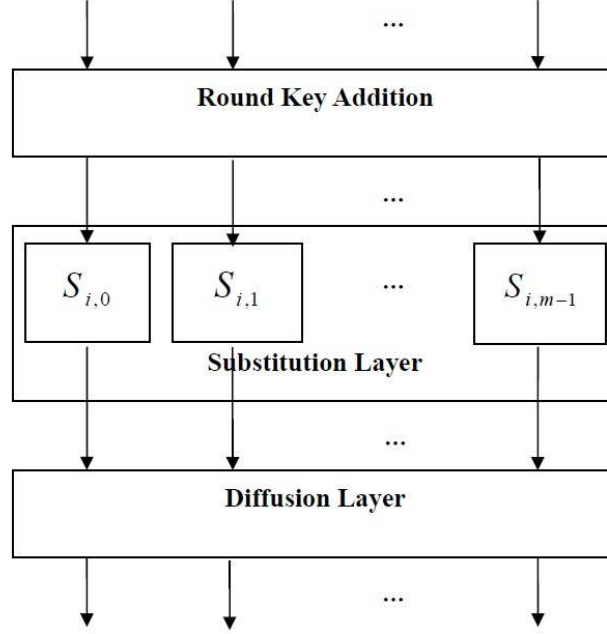 ...
Round Key Addition
...
S_{i,0} S_{i,1} ... S_{i,m-1}
Substitution Layer
...
Diffusion Layer
...